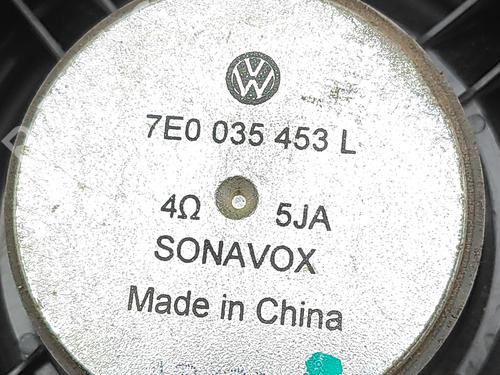 7E0 035 453 L
4Ω 5JA
SONAVOX
Made in China